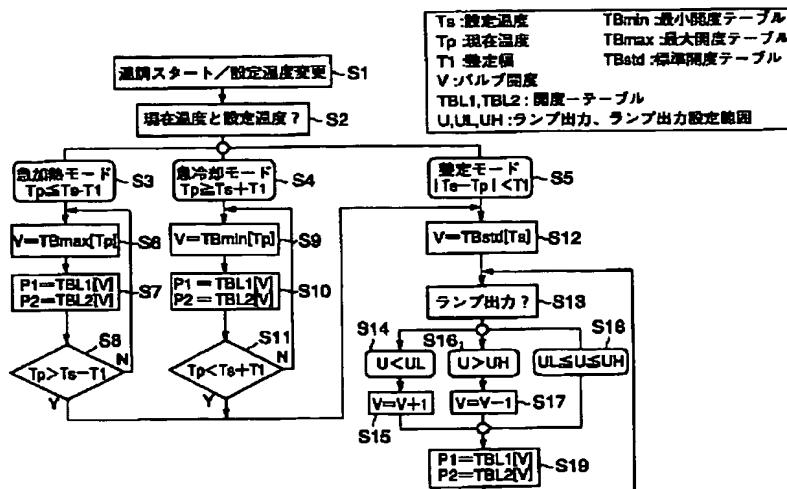 Ts:設定温度 TBmin:最小開度テーブル
Tp:現在温度 TBmax:最大開度テーブル
T1:整定幅 TBstd:標準開度テーブル
V:バルブ開度
TBL1,TBL2:開度ーテーブル
U,UL,UH:ランプ出力、ランプ出力設定範囲
温調スタート/設定温度変更 S1
現在温度と設定温度? S2
急加熱モード
Tp≦Ts-T1
S3
急冷却モード
Tp≧Ts+T1
S4
整定モード
|Ts-Tp|<T1
S5
V=TBmax[Tp] S6
V=TBmin[Tp] S9
V=TBstd[Ts] S12
P1=TBL1[V]
P2=TBL2[V]
S7
P1=TBL1[V]
P2=TBL2[V]
S10
ランプ出力? S13
S8
Tp>Ts-T1
N
Y
S11
Tp<Ts+T1
N
Y
S14
U<UL
S16
U>UH
S18
UL≦U≦UH
V=V+1
S15
V=V-1
S17
P1=TBL1[V]
P2=TBL2[V]
S19